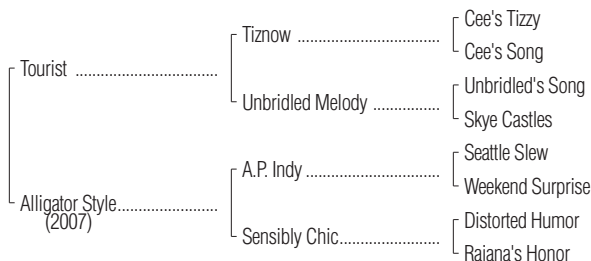 Cee's Tizzy
Tiznow ..................................
Cee's Song
Tourist ..................................
Unbridled's Song
Unbridled Melody ................
Skye Castles
Seattle Slew
A.P. Indy ................................
Weekend Surprise
Alligator Style........................
(2007)
Distorted Humor
Sensibly Chic........................
Rajana's Honor